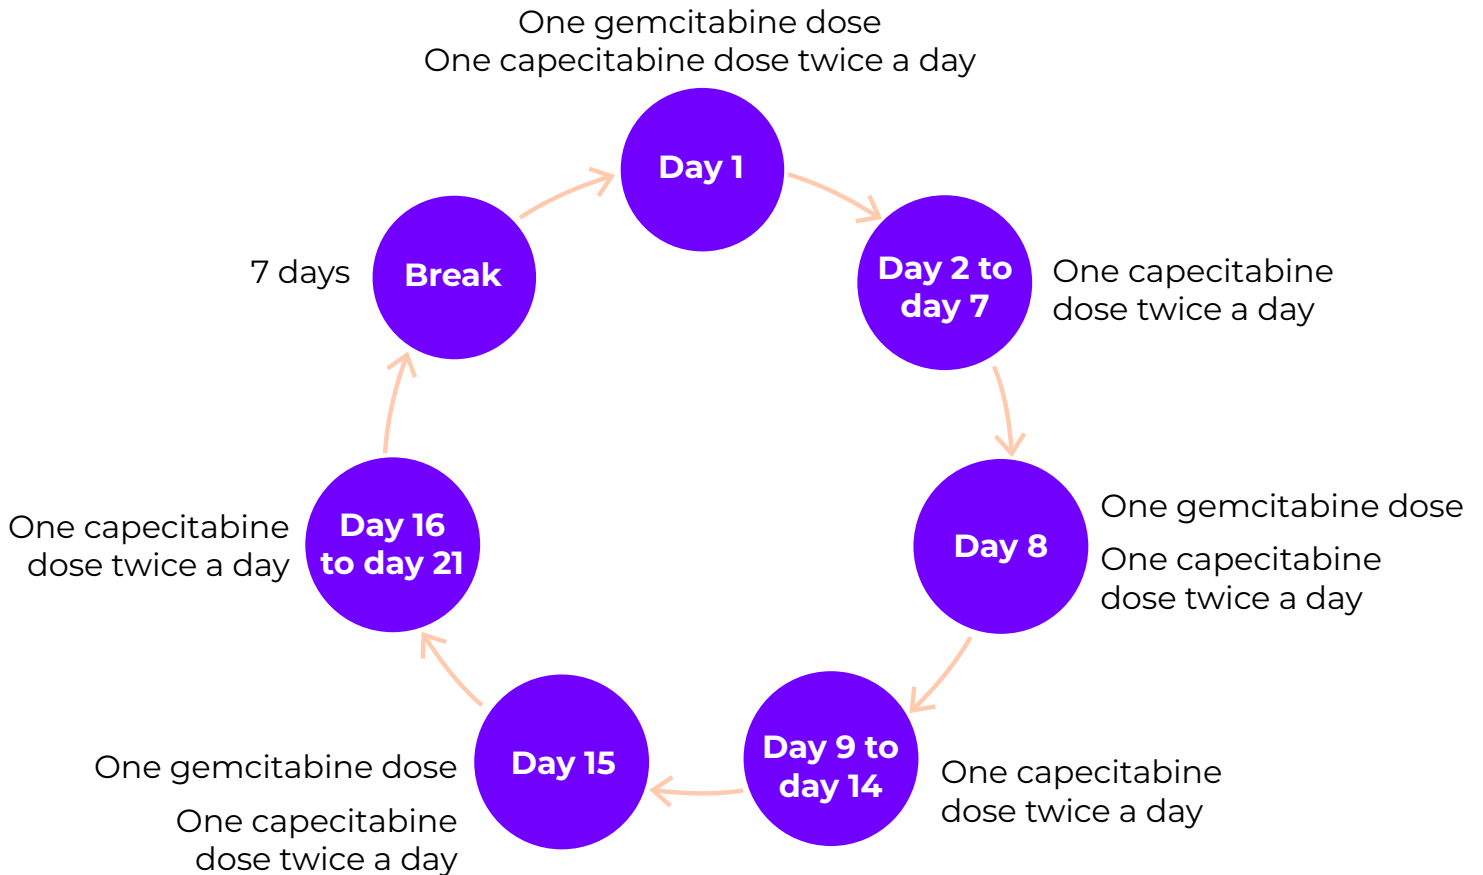 One gemcitabine dose
One capecitabine dose twice a day
Day 1
Day 2 to
day 7
One capecitabine
dose twice a day
Day 8
One gemcitabine dose
One capecitabine
dose twice a day
Day 9 to
day 14
One capecitabine
dose twice a day
Day 15
One gemcitabine dose
One capecitabine
dose twice a day
Day 16
to day 21
One capecitabine
dose twice a day
Break
7 days